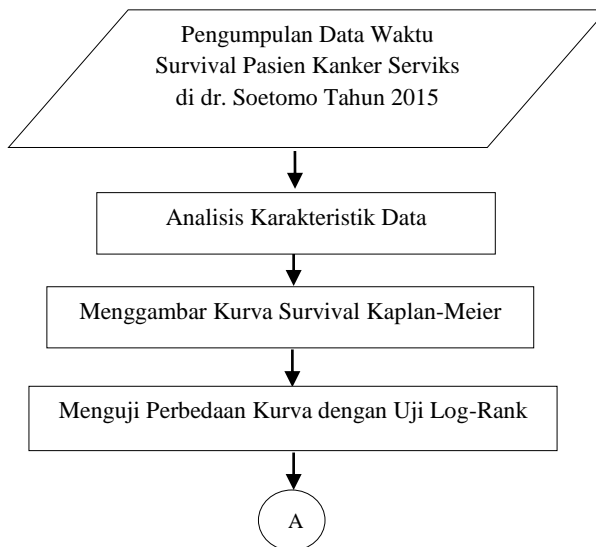 Pengumpulan Data Waktu
Survival Pasien Kanker Serviks
di dr. Soetomo Tahun 2015
Analisis Karakteristik Data
Menggambar Kurva Survival Kaplan-Meier
Menguji Perbedaan Kurva dengan Uji Log-Rank
A